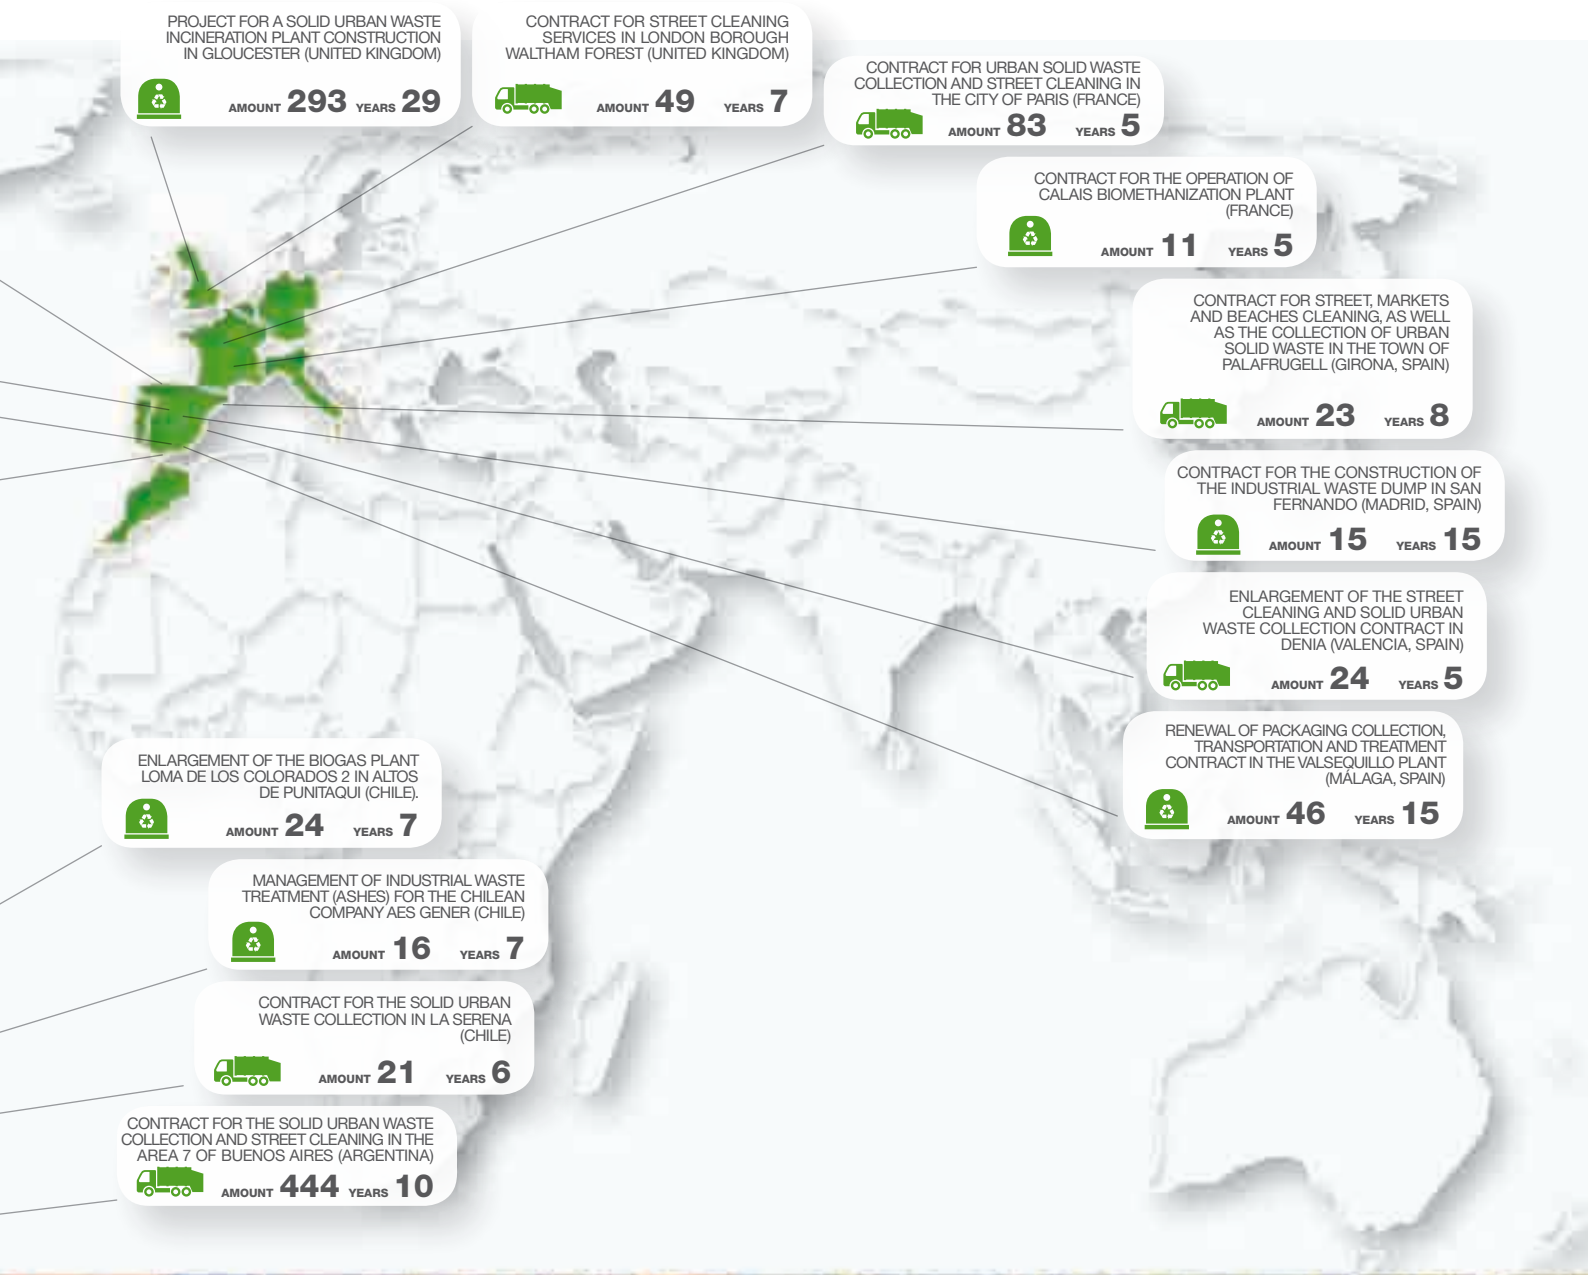 PROJECT FOR A SOLID URBAN WASTE
INCINERATION PLANT CONSTRUCTION
IN GLOUCESTER (UNITED KINGDOM)
AMOUNT 293 YEARS 29
CONTRACT FOR STREET CLEANING
SERVICES IN LONDON BOROUGH
WALTHAM FOREST (UNITED KINGDOM)
AMOUNT 49 YEARS 7
CONTRACT FOR URBAN SOLID WASTE
COLLECTION AND STREET CLEANING IN
THE CITY OF PARIS (FRANCE)
AMOUNT 83 YEARS 5
CONTRACT FOR THE OPERATION OF
CALAIS BIOMETHANIZATION PLANT
(FRANCE)
AMOUNT 11 YEARS 5
CONTRACT FOR STREET, MARKETS
AND BEACHES CLEANING, AS WELL
AS THE COLLECTION OF URBAN
SOLID WASTE IN THE TOWN OF
PALAFRUGELL (GIRONA, SPAIN)
AMOUNT 23 YEARS 8
CONTRACT FOR THE CONSTRUCTION OF
THE INDUSTRIAL WASTE DUMP IN SAN
FERNANDO (MADRID, SPAIN)
AMOUNT 15 YEARS 15
ENLARGEMENT OF THE STREET
CLEANING AND SOLID URBAN
WASTE COLLECTION CONTRACT IN
DENIA (VALENCIA, SPAIN)
AMOUNT 24 YEARS 5
RENEWAL OF PACKAGING COLLECTION,
TRANSPORTATION AND TREATMENT
CONTRACT IN THE VALSEQUILLO PLANT
(MÁLAGA, SPAIN)
AMOUNT 46 YEARS 15
ENLARGEMENT OF THE BIOGAS PLANT
LOMA DE LOS COLORADOS 2 IN ALTOS
DE PUNITAQUI (CHILE).
AMOUNT 24 YEARS 7
MANAGEMENT OF INDUSTRIAL WASTE
TREATMENT (ASHES) FOR THE CHILEAN
COMPANY AES GENER (CHILE)
AMOUNT 16 YEARS 7
CONTRACT FOR THE SOLID URBAN
WASTE COLLECTION IN LA SERENA
(CHILE)
AMOUNT 21 YEARS 6
CONTRACT FOR THE SOLID URBAN WASTE
COLLECTION AND STREET CLEANING IN THE
AREA 7 OF BUENOS AIRES (ARGENTINA)
AMOUNT 444 YEARS 10